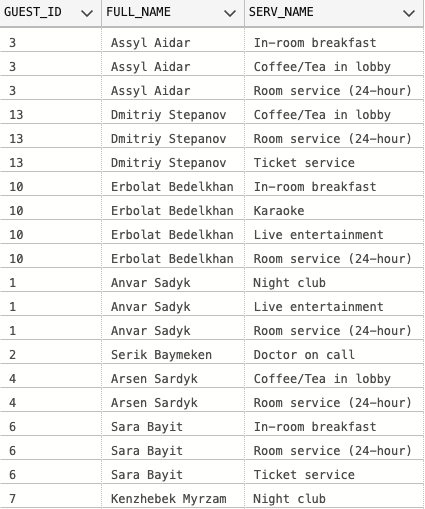 GUEST_ID FULL_NAME SERV_NAME
3 Assyl Aidar In-room breakfast
3 Assyl Aidar Coffee/Tea in lobby
3 Assyl Aidar Room service (24-hour)
13 Dmitriy Stepanov Coffee/Tea in lobby
13 Dmitriy Stepanov Room service (24-hour)
13 Dmitriy Stepanov Ticket service
10 Erbolat Bedelkhan In-room breakfast
10 Erbolat Bedelkhan Karaoke
10 Erbolat Bedelkhan Live entertainment
10 Erbolat Bedelkhan Room service (24-hour)
1 Anvar Sadyk Night club
1 Anvar Sadyk Live entertainment
1 Anvar Sadyk Room service (24-hour)
2 Serik Baymeken Doctor on call
4 Arsen Sardyk Coffee/Tea in lobby
4 Arsen Sardyk Room service (24-hour)
6 Sara Bayit In-room breakfast
6 Sara Bayit Room service (24-hour)
6 Sara Bayit Ticket service
7 Kenzhebek Myrzam Night club